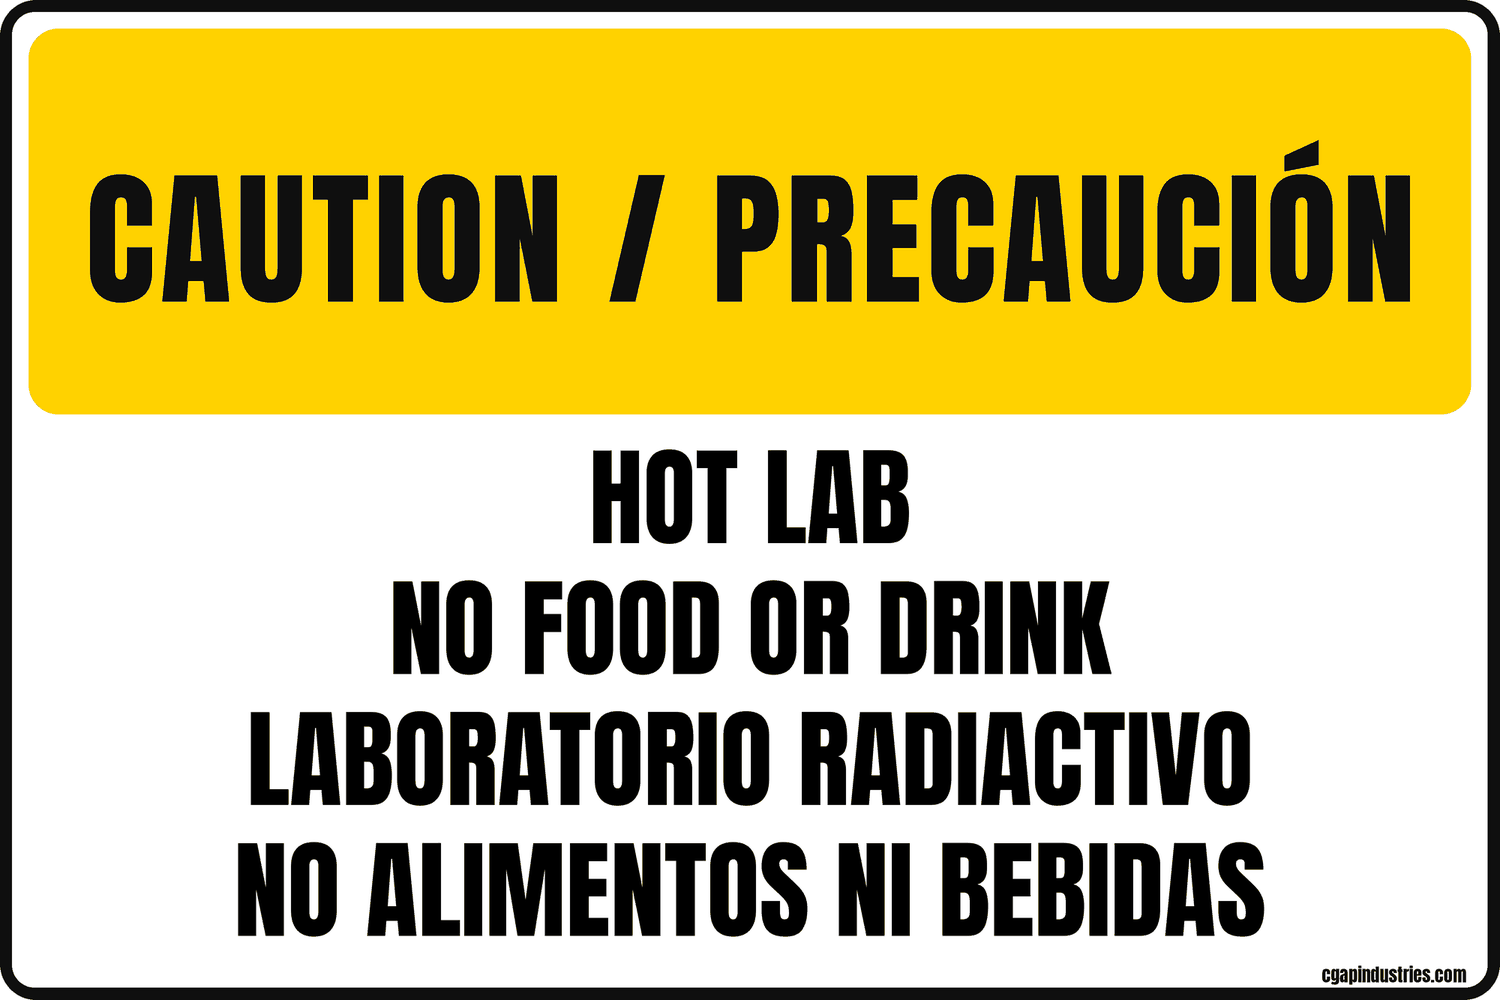 CAUTION / PRECAUCIÓN
HOT LAB
NO FOOD OR DRINK
LABORATORIO RADIACTIVO
NO ALIMENTOS NI BEBIDAS
cgapindustries.com